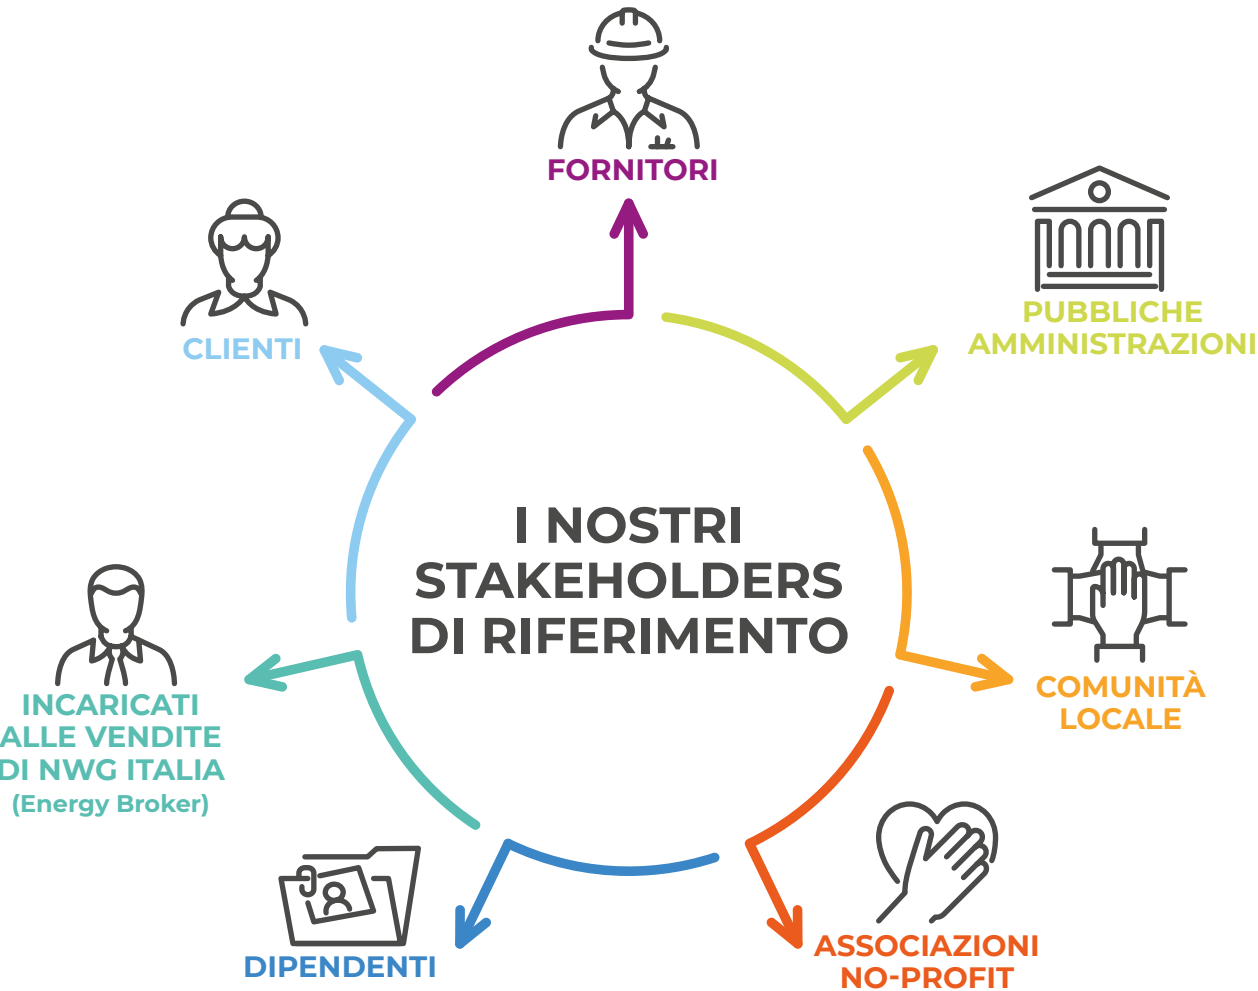 FORNITORI
PUBBLICHE
AMMINISTRAZIONI
CLIENTI
I NOSTRI
STAKEHOLDERS
DI RIFERIMENTO
COMUNITÀ
LOCALE
INCARICATI
ALLE VENDITE
DI NWG ITALIA
(Energy Broker)
ASSOCIAZIONI
NO-PROFIT
DIPENDENTI